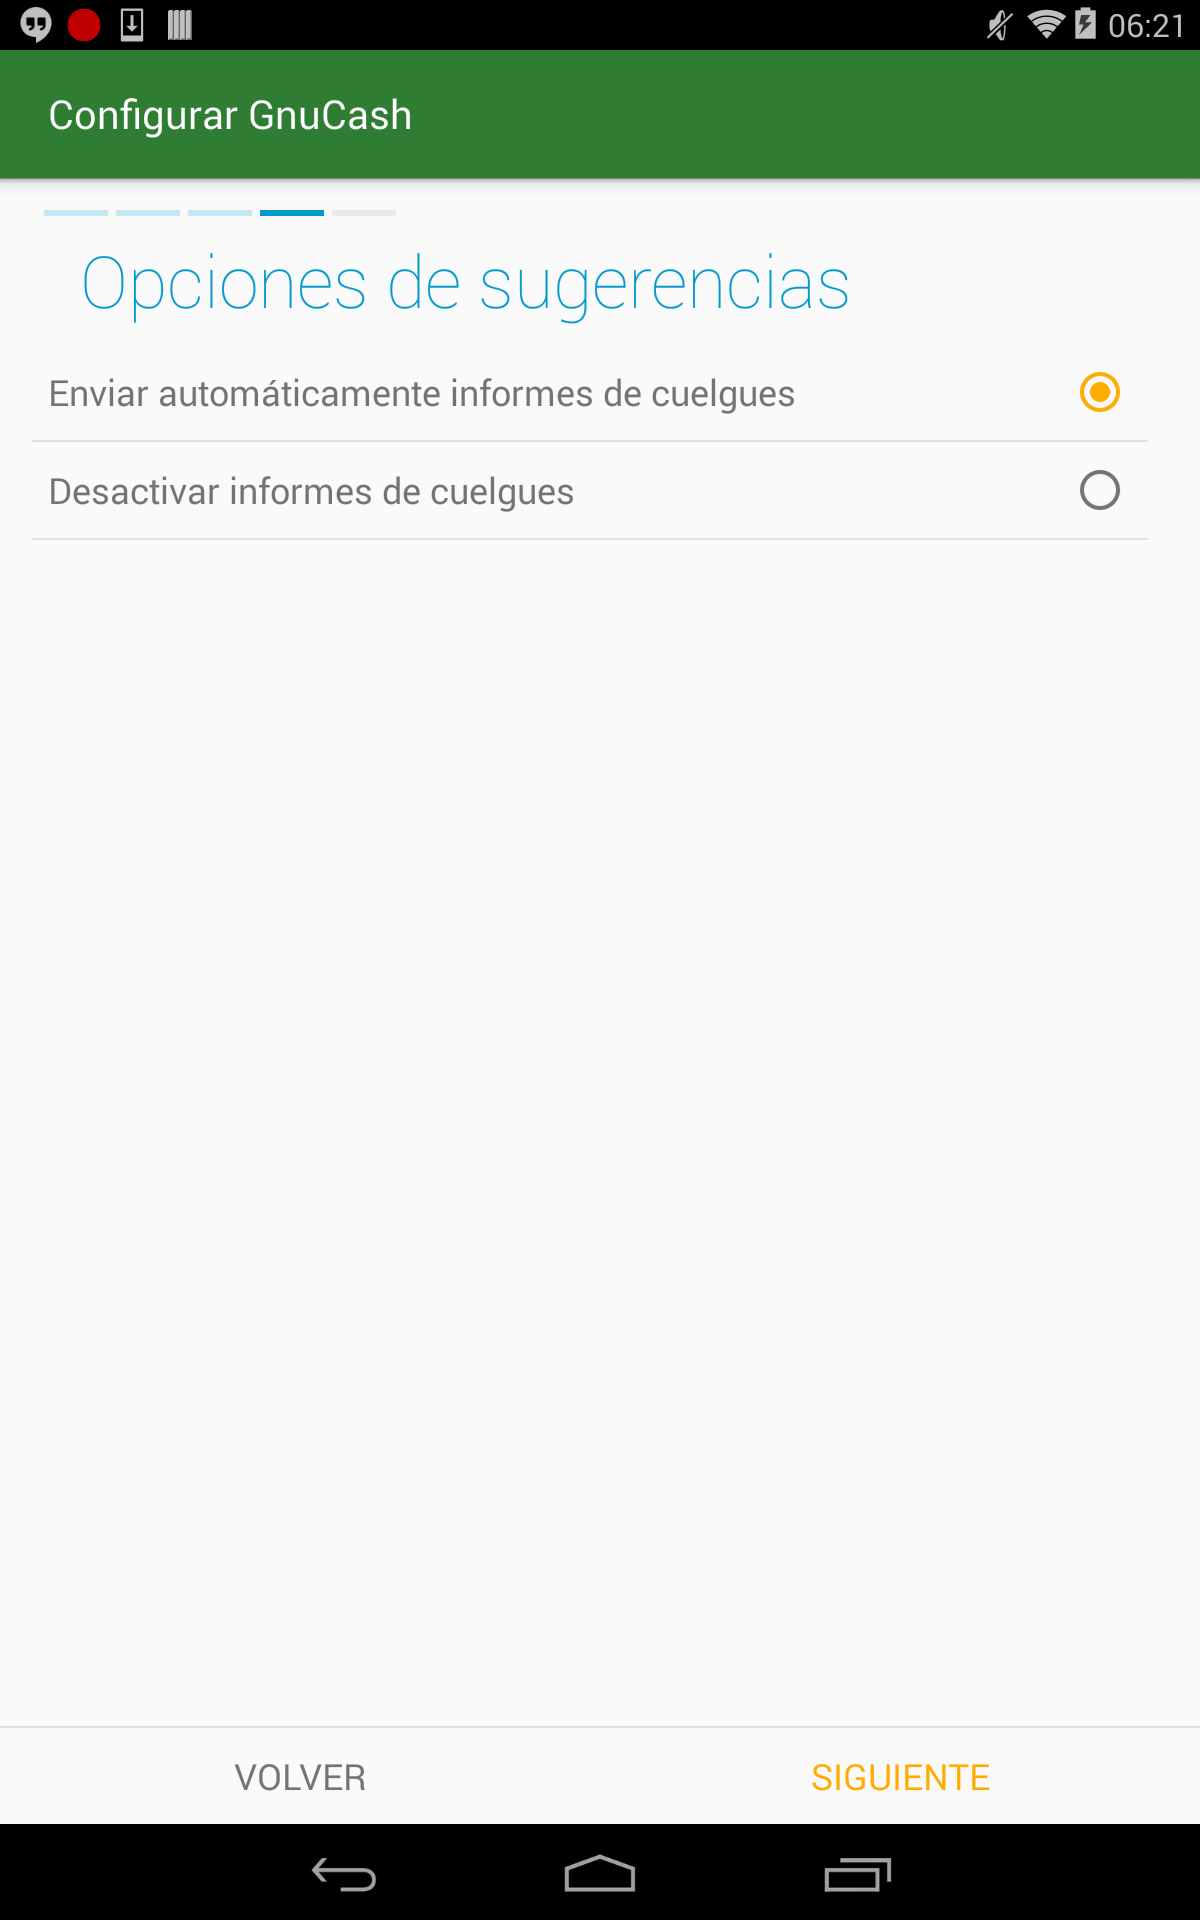 06:21
Configurar GnuCash
Opciones de sugerencias
Enviar automáticamente informes de cuelgues
Desactivar informes de cuelgues
VOLVER
SIGUIENTE